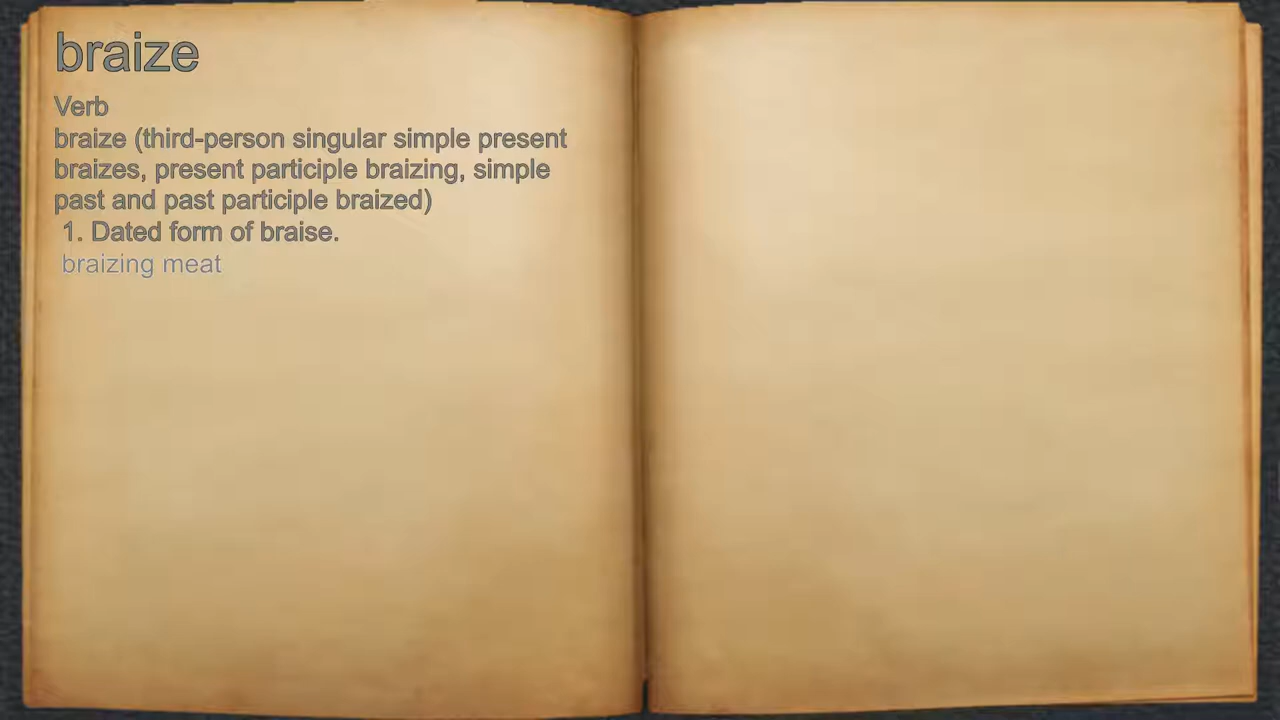 braize
Verb
braize (third-person singular simple present
braizes, present participle braizing, simple
past and past participle braized)
1. Dated form of braise.
braizing meat